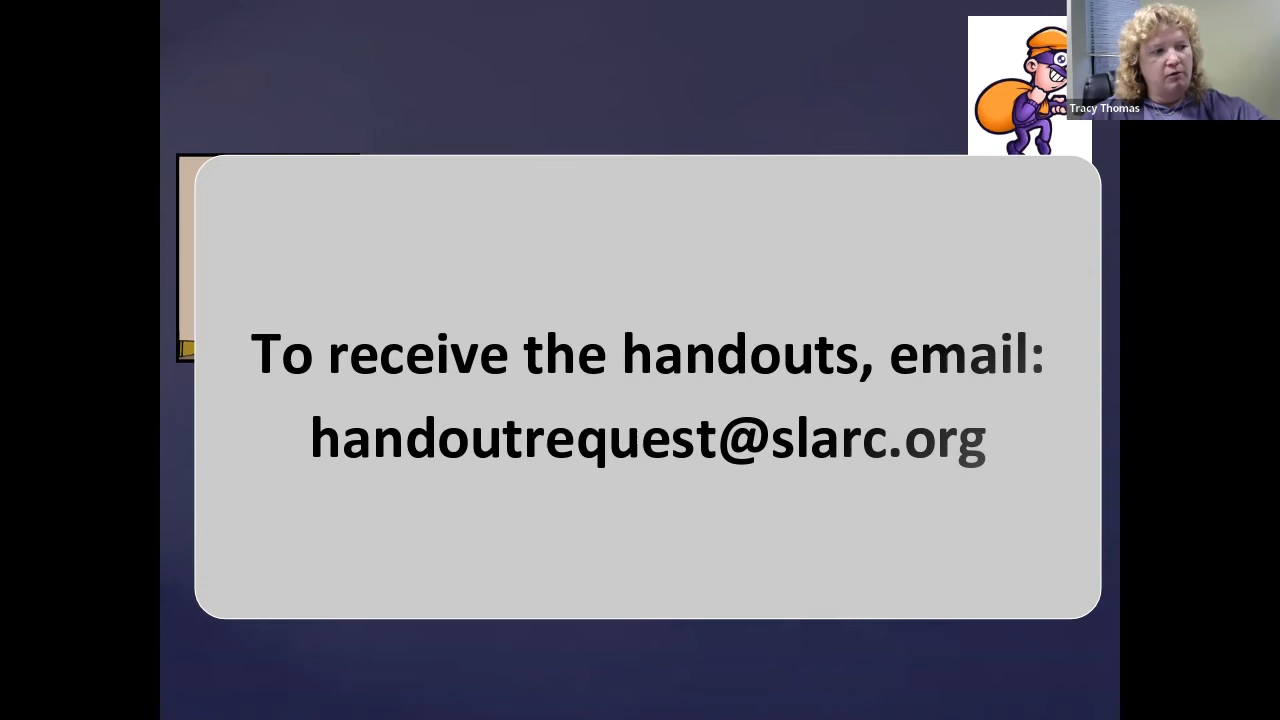 Tracy Thomas
To receive the handouts, email:
handoutrequest@slarc.org